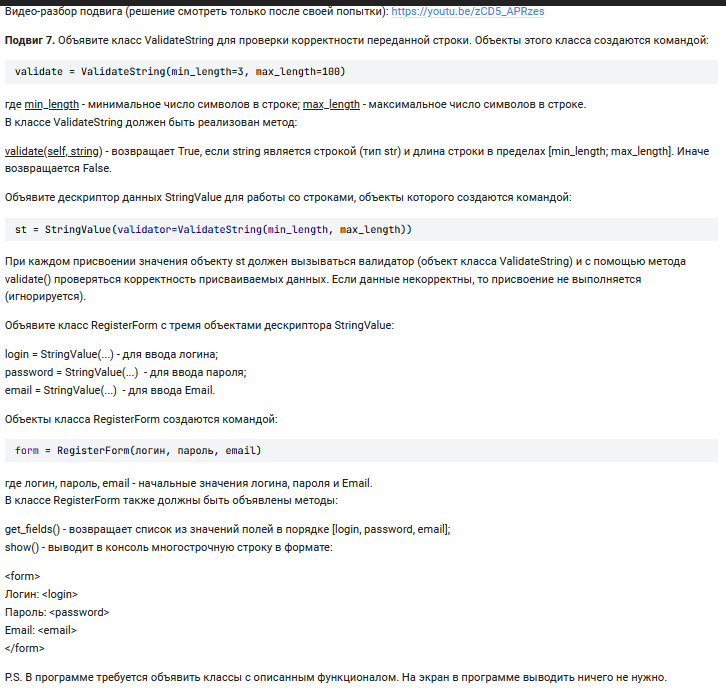 Видео-разбор подвига (решение смотреть только после своей попытки): https://youtu.be/zCD5_APRzes
Подвиг 7. Объявите класс ValidateString для проверки корректности переданной строки. Объекты этого класса создаются командой:
validate = ValidateString(min_length=3, max_length=100)
где min_length - минимальное число символов в строке; max_length - максимальное число символов в строке.
В классе ValidateString должен быть реализован метод:
validate(self, string) - возвращает True, если string является строкой (тип str) и длина строки в пределах [min_length; max_length]. Иначе
возвращается False.
Объявите дескриптор данных StringValue для работы со строками, объекты которого создаются командой:
st = StringValue(validator=ValidateString(min_length, max_length))
При каждом присвоении значения объекту st должен вызываться валидатор (объект класса ValidateString) и с помощью метода
validate() проверяться корректность присваиваемых данных. Если данные некорректны, то присвоение не выполняется
(игнорируется).
Объявите класс RegisterForm с тремя объектами дескриптора StringValue:
login = StringValue(...) - для ввода логина;
password = StringValue(...)  - для ввода пароля;
email = StringValue(...)  - для ввода Email.
Объекты класса RegisterForm создаются командой:
form = RegisterForm(логин, пароль, email)
где логин, пароль, email - начальные значения логина, пароля и Email.
В классе RegisterForm также должны быть объявлены методы:
get_fields() - возвращает список из значений полей в порядке [login, password, email];
show() - выводит в консоль многострочную строку в формате:
<form>
Логин: <login>
Пароль: <password>
Email: <email>
</form>
P.S. В программе требуется объявить классы с описанным функционалом. На экран в программе выводить ничего не нужно.